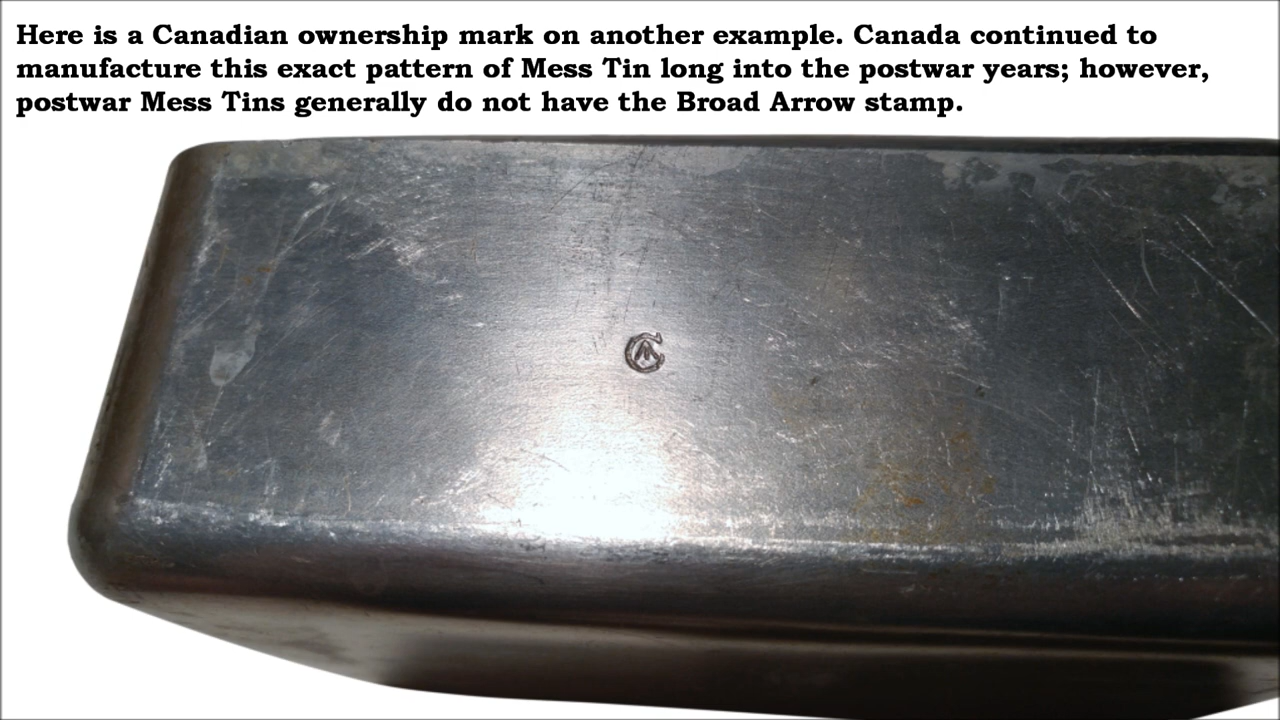 Here is a Canadian ownership mark on another example. Canada continued to
manufacture this exact pattern of Mess Tin long into the postwar years; however,
postwar Mess Tins generally do not have the Broad Arrow stamp.
C